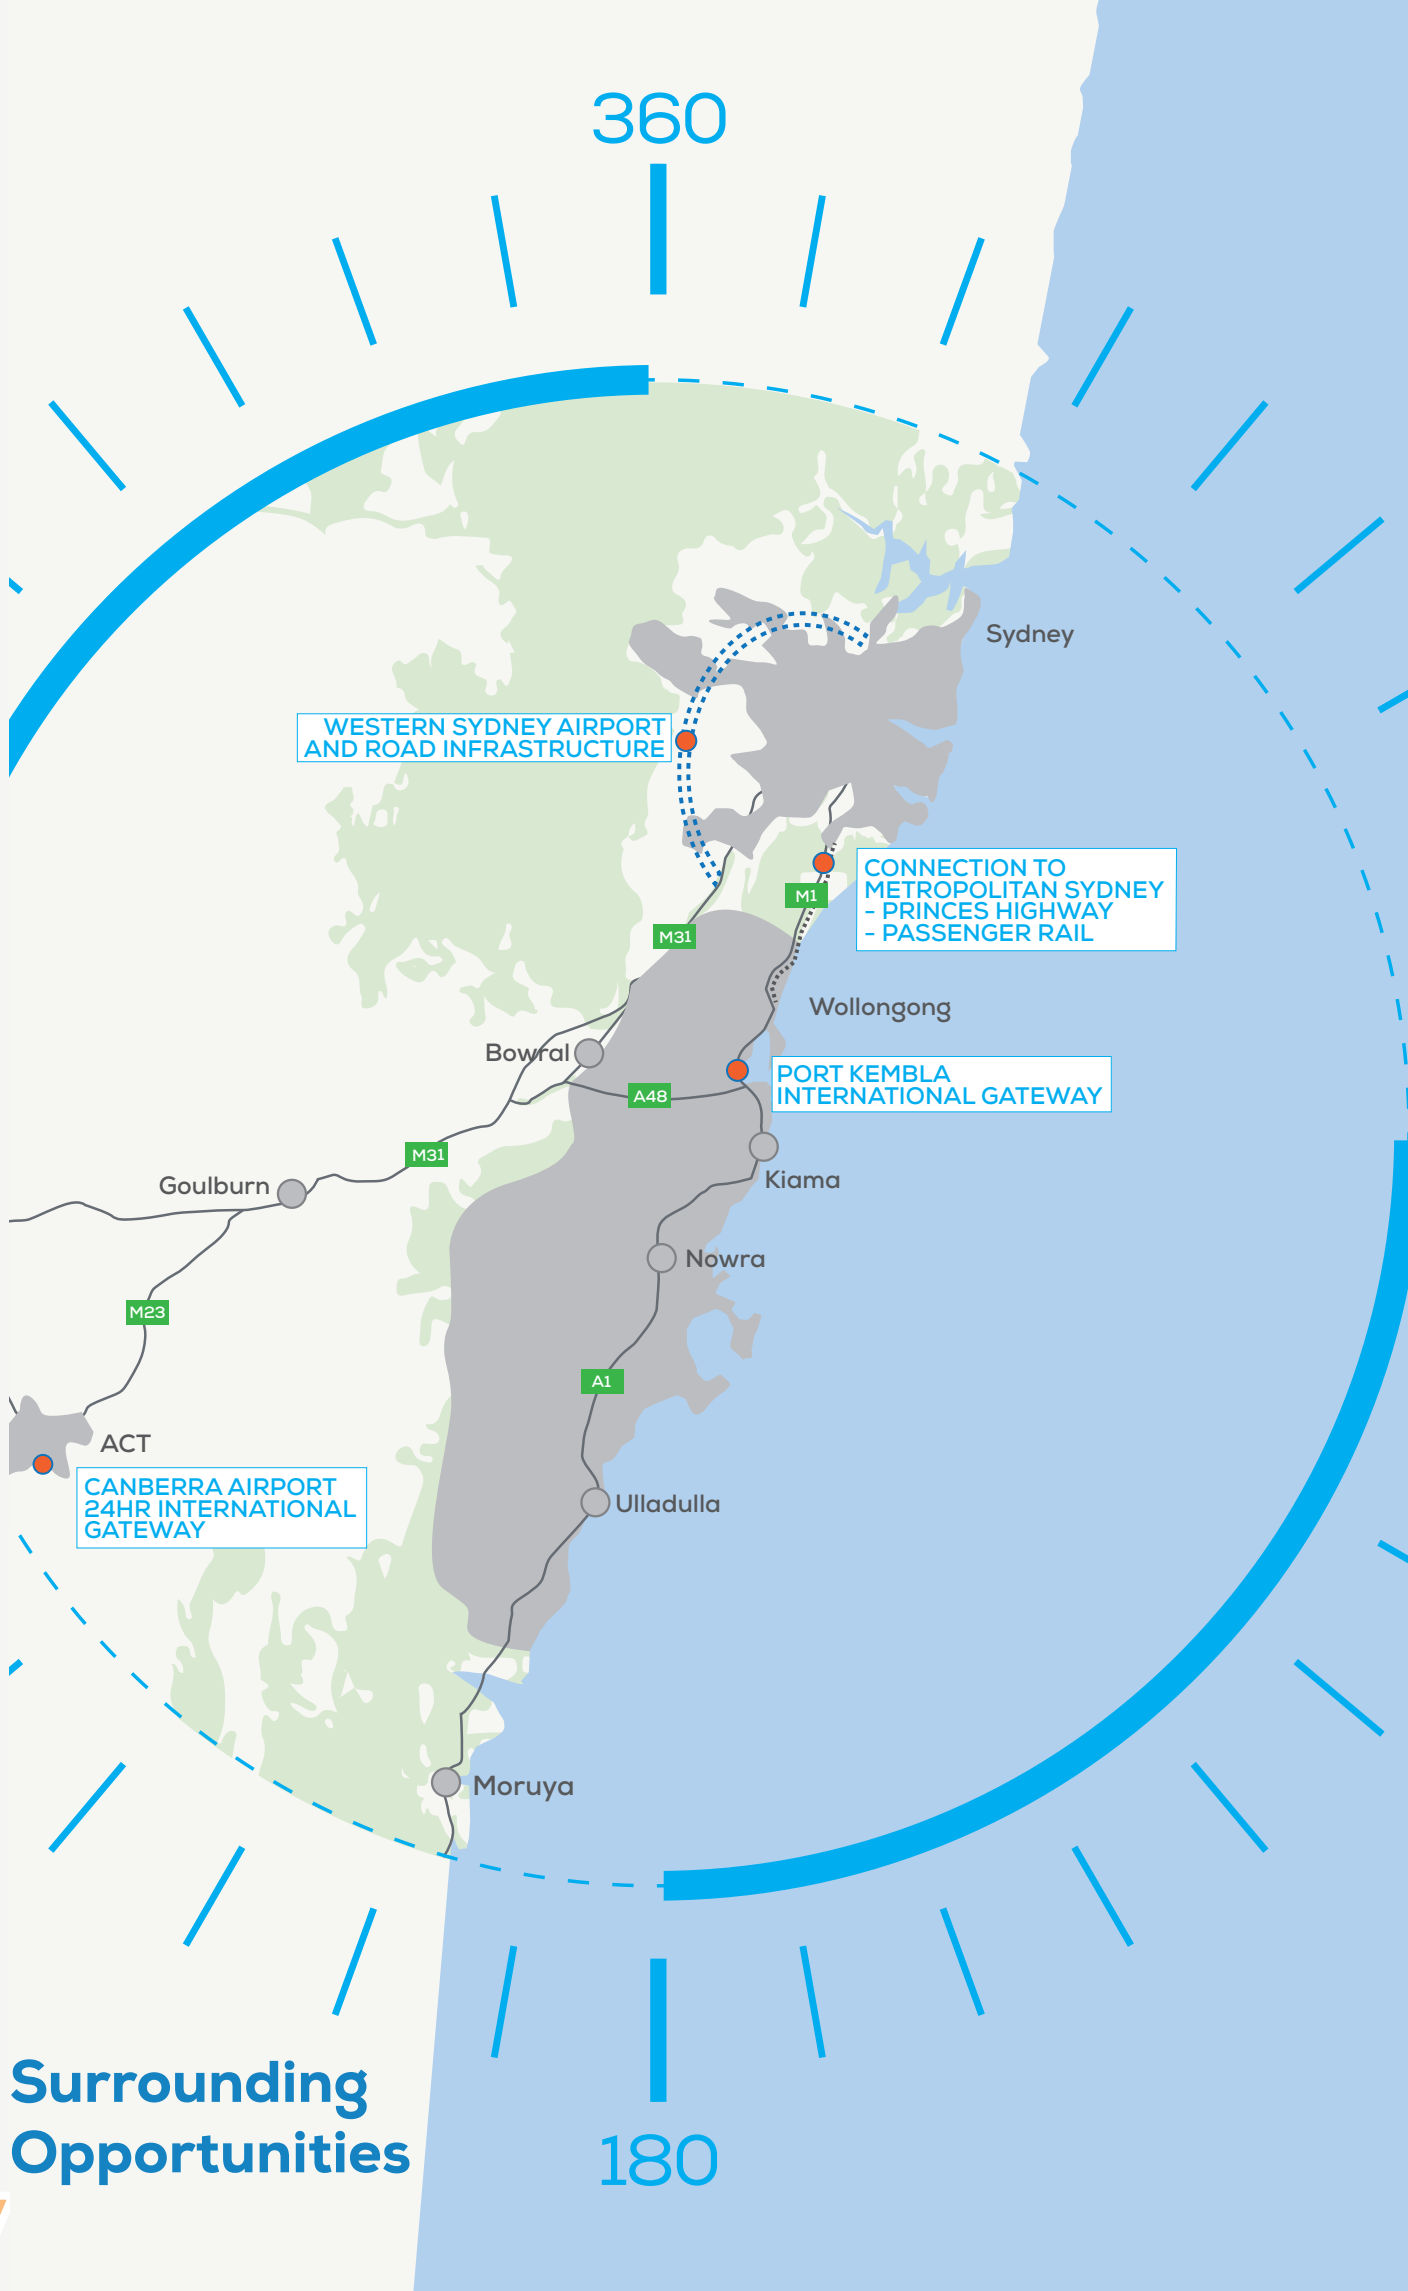 360
Sydney
WESTERN SYDNEY AIRPORT
AND ROAD INFRASTRUCTURE
CONNECTION TO
METROPOLITAN SYDNEY
- PRINCES HIGHWAY
- PASSENGER RAIL
M1
M31
Wollongong
Bowral
PORT KEMBLA
INTERNATIONAL GATEWAY
A48
M31
Kiama
Goulburn
Nowra
M23
A1
ACT
CANBERRA AIRPORT
24HR INTERNATIONAL
GATEWAY
Ulladulla
Moruya
Surrounding
Opportunities
180